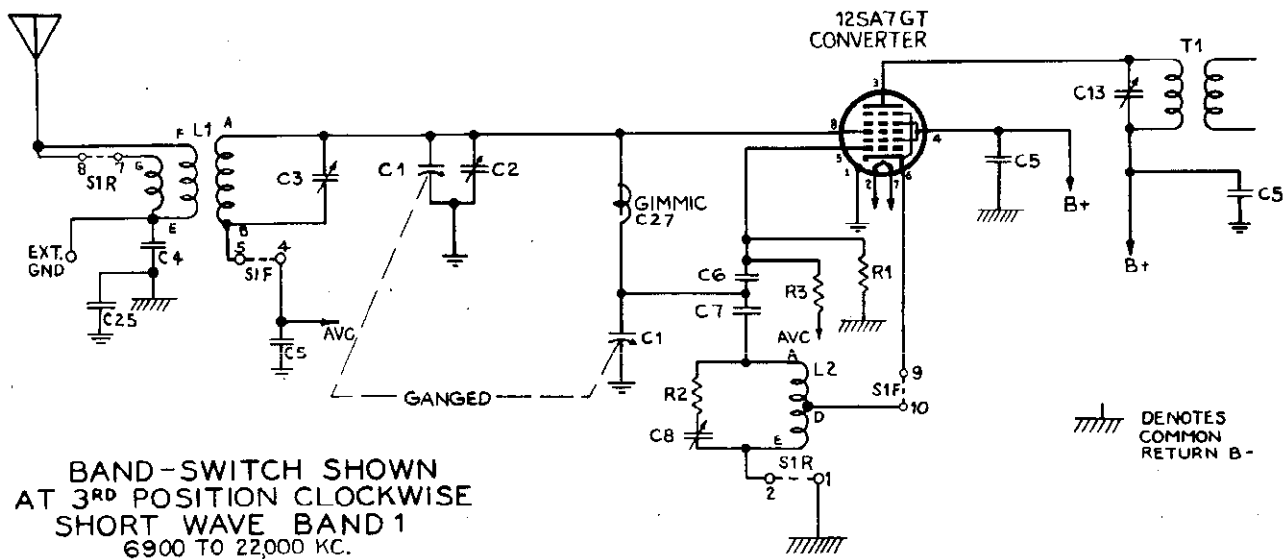 12SA7GT
CONVERTER
T1
3
C13
8
4
5
1
2
7
6
C5
B+
C5
B+
F
L1
A
G
8
7
S1R
C3
C1
C2
E
B
EXT.
GND
C4
5
4
S1F
C25
AVC
C5
GIMMIC
C27
C6
R1
R3
C7
C1
AVC
A
L2
R2
9
S1F
10
D
C8
E
S1R
2
1
GANGED
DENOTES
COMMON
RETURN B-
BAND-SWITCH SHOWN
AT 3RD POSITION CLOCKWISE
SHORT WAVE BAND 1
6900 TO 22,000 KC.